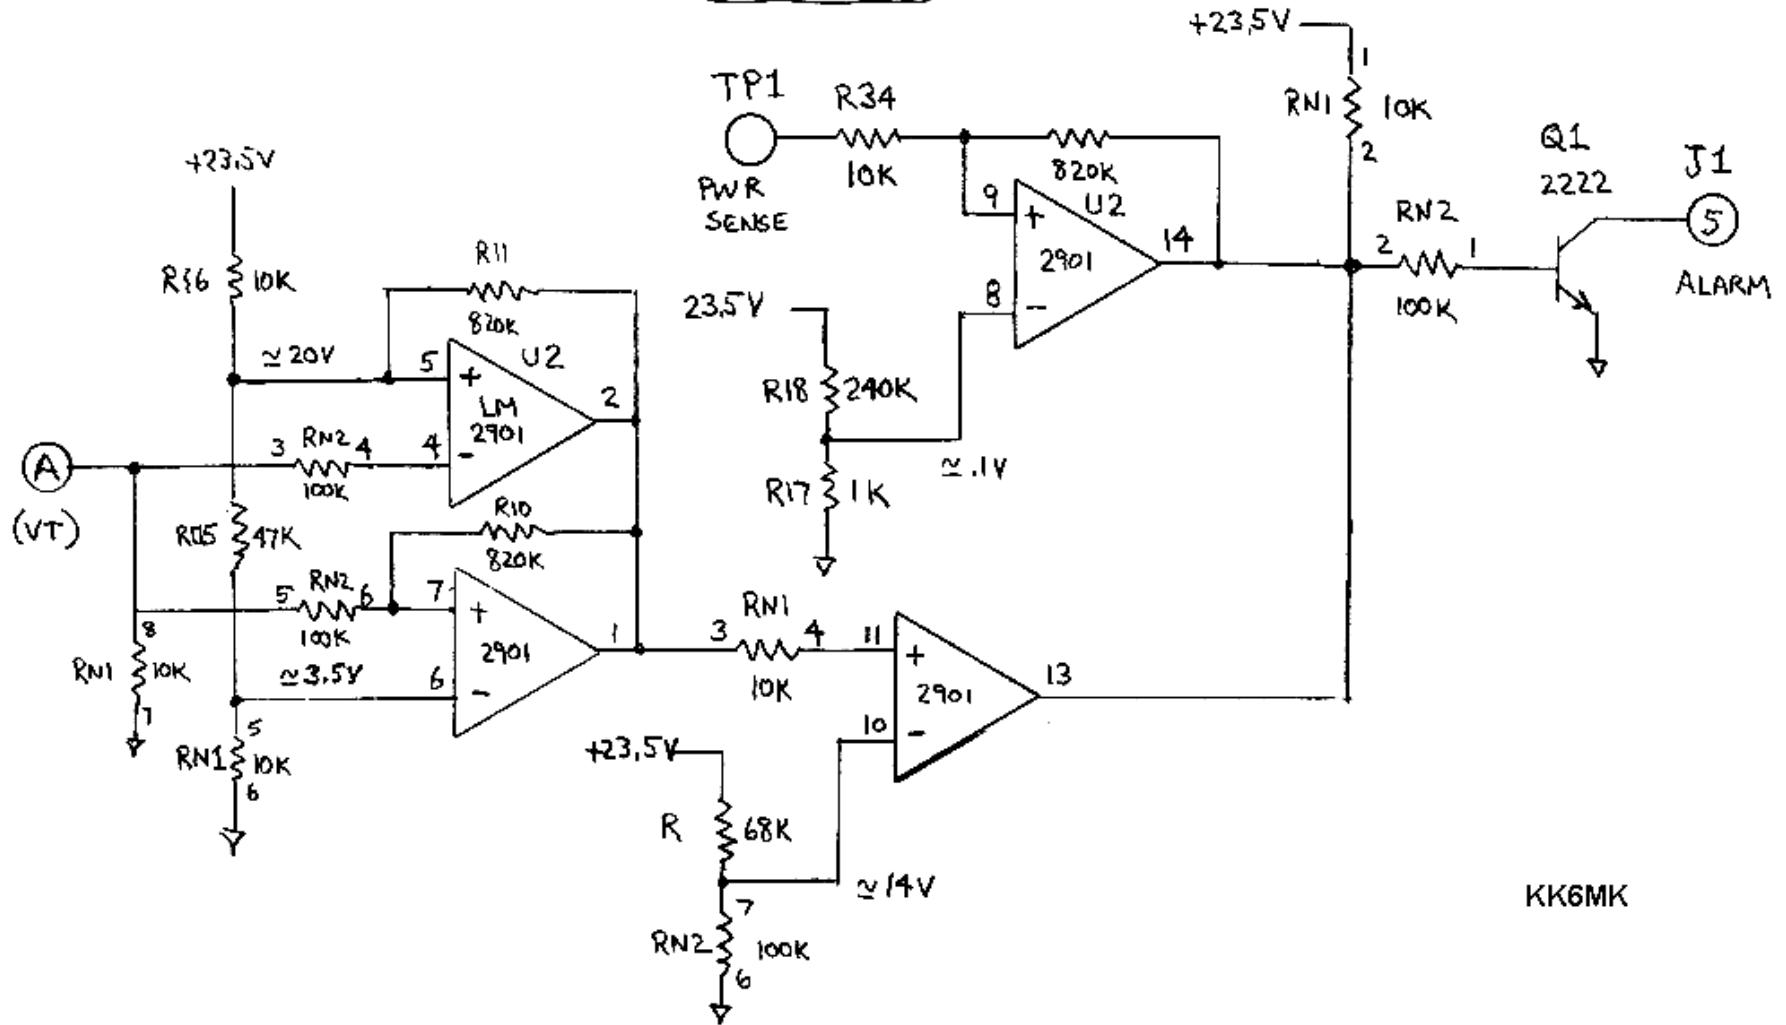 +23,5V
1
RN1
10K
2
TP1
PWR
SENSE
R34
10K
820K
U2
9
+
2901
8
-
14
23,5V
R18
240K
≃ .1V
R17
1K
RN2
2
1
100K
Q1
2222
J1
5
ALARM
+23,5V
10K
≃20V
R11
820K
U2
5
+
LM
2901
4
-
2
A
(VT)
3
RN2
4
100K
47K
R10
820K
5
RN2
6
100K
7
+
2901
6
-
1
8
RN1
10K
7
≃3.5V
5
RN1
10K
6
3
RN1
4
10K
11
+
2901
10
-
13
+23,5V
R
68K
≃14V
7
RN2
100K
6
KK6MK